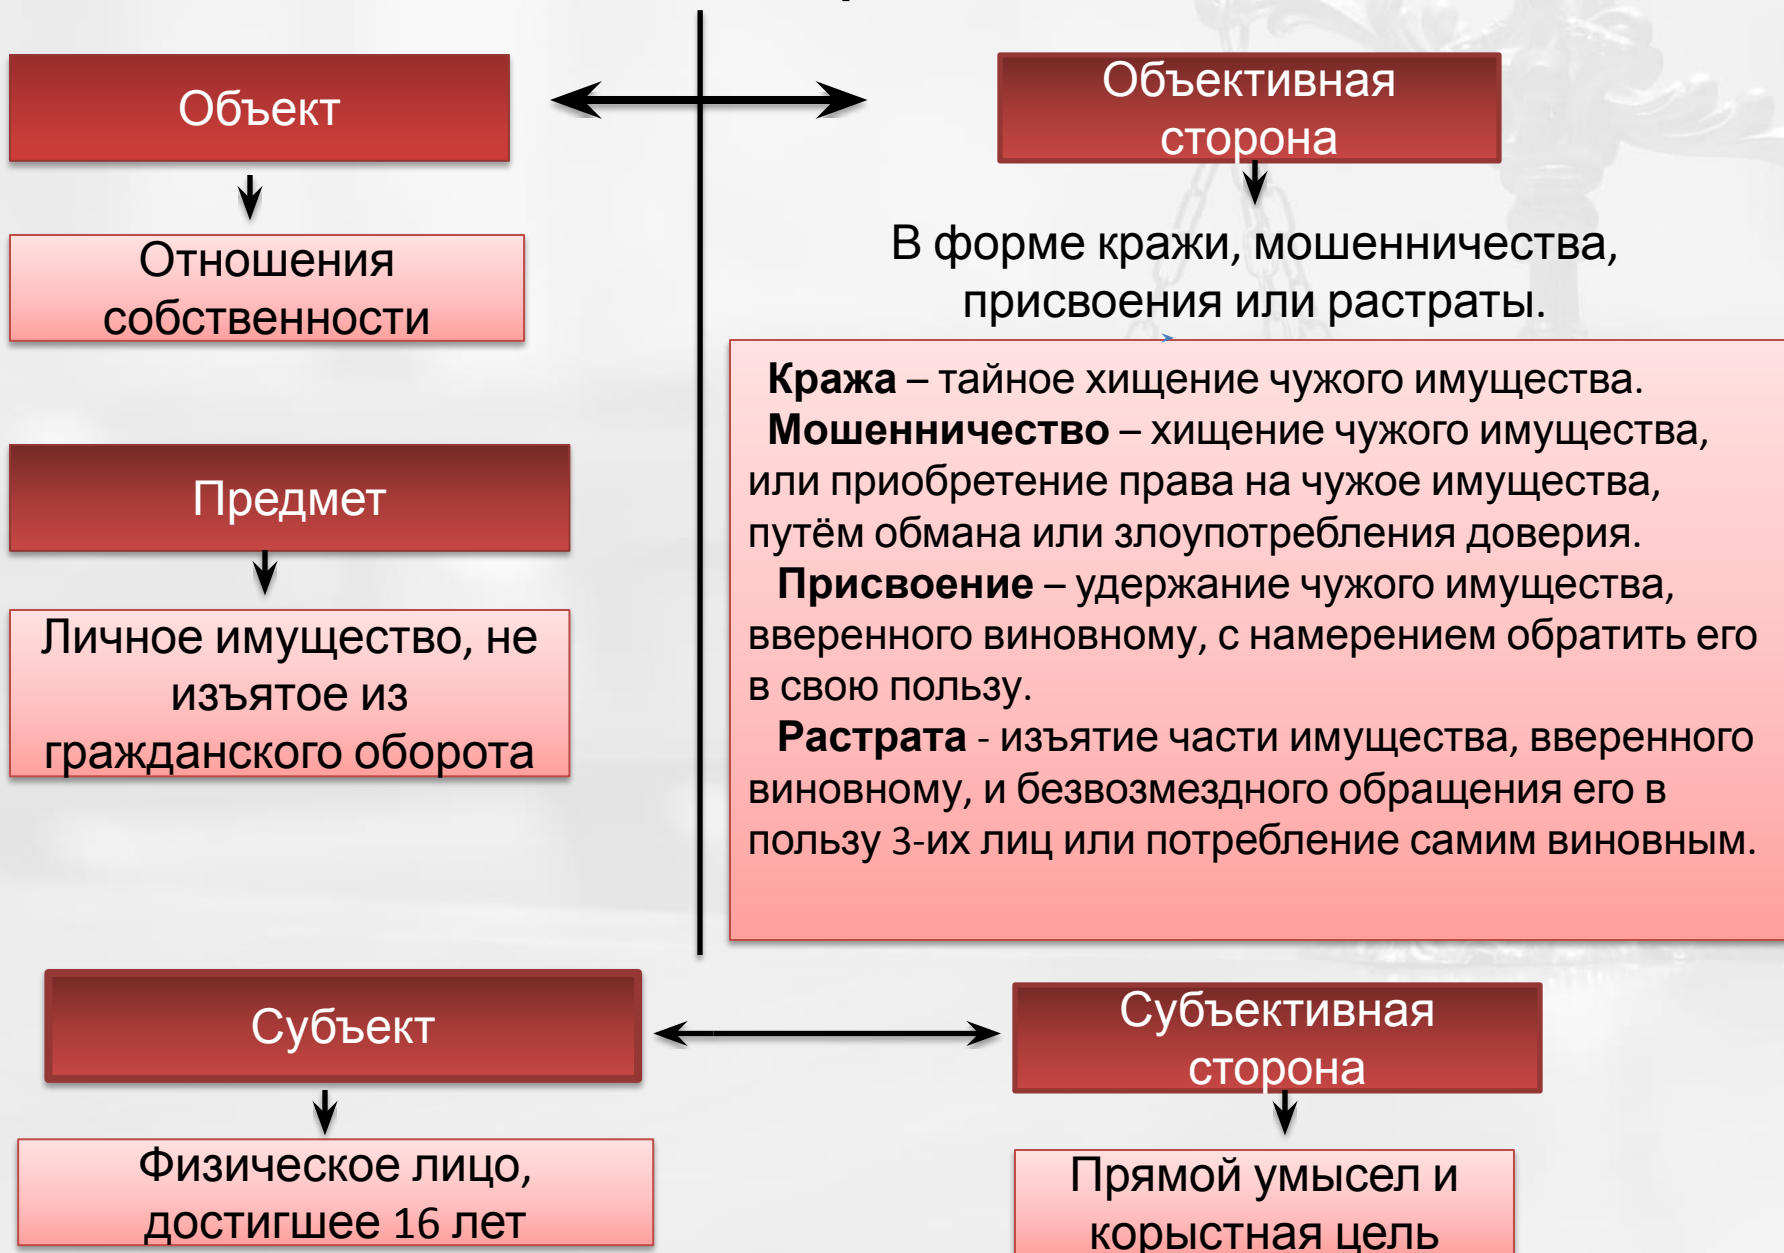 Объект
Отношения
собственности
Предмет
Личное имущество, не
изъятое из
гражданского оборота
Объективная
сторона
В форме кражи, мошенничества,
присвоения или растраты.
Кража – тайное хищение чужого имущества.
Мошенничество – хищение чужого имущества,
или приобретение права на чужое имущества,
путём обмана или злоупотребления доверия.
Присвоение – удержание чужого имущества,
вверенного виновному, с намерением обратить его
в свою пользу.
Растрата - изъятие части имущества, вверенного
виновному, и безвозмездного обращения его в
пользу 3-их лиц или потребление самим виновным.
Субъект
Физическое лицо,
достигшее 16 лет
Субъективная
сторона
Прямой умысел и
корыстная цель